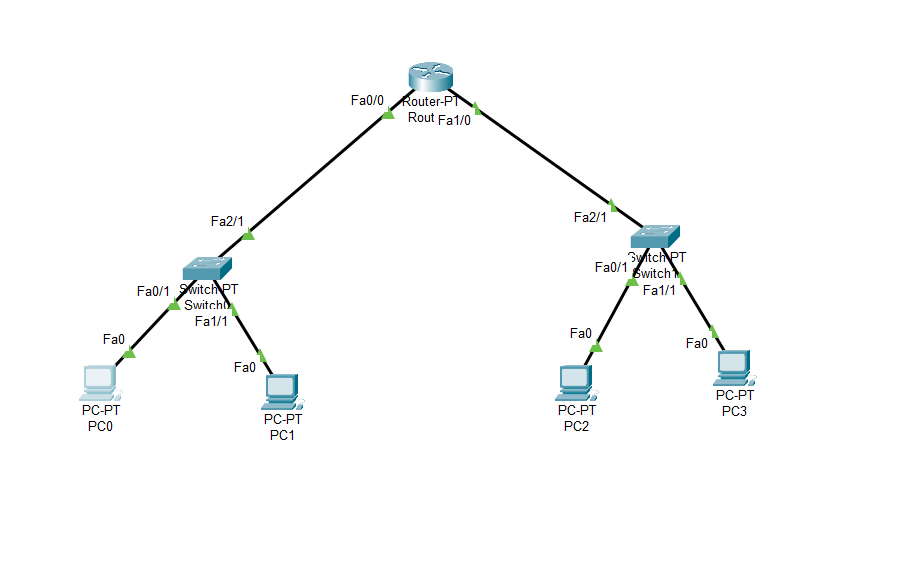 Fa0/0
Router-PT
Rout
Fa1/0
Fa2/1
Fa2/1
Switch-PT
Fa0/1
Fa1/1
Fa0/1
Switch-PT
Fa1/1
Fa0
Fa0
Fa0
Fa0
PC-PT
PC0
PC-PT
PC1
PC-PT
PC2
PC-PT
PC3